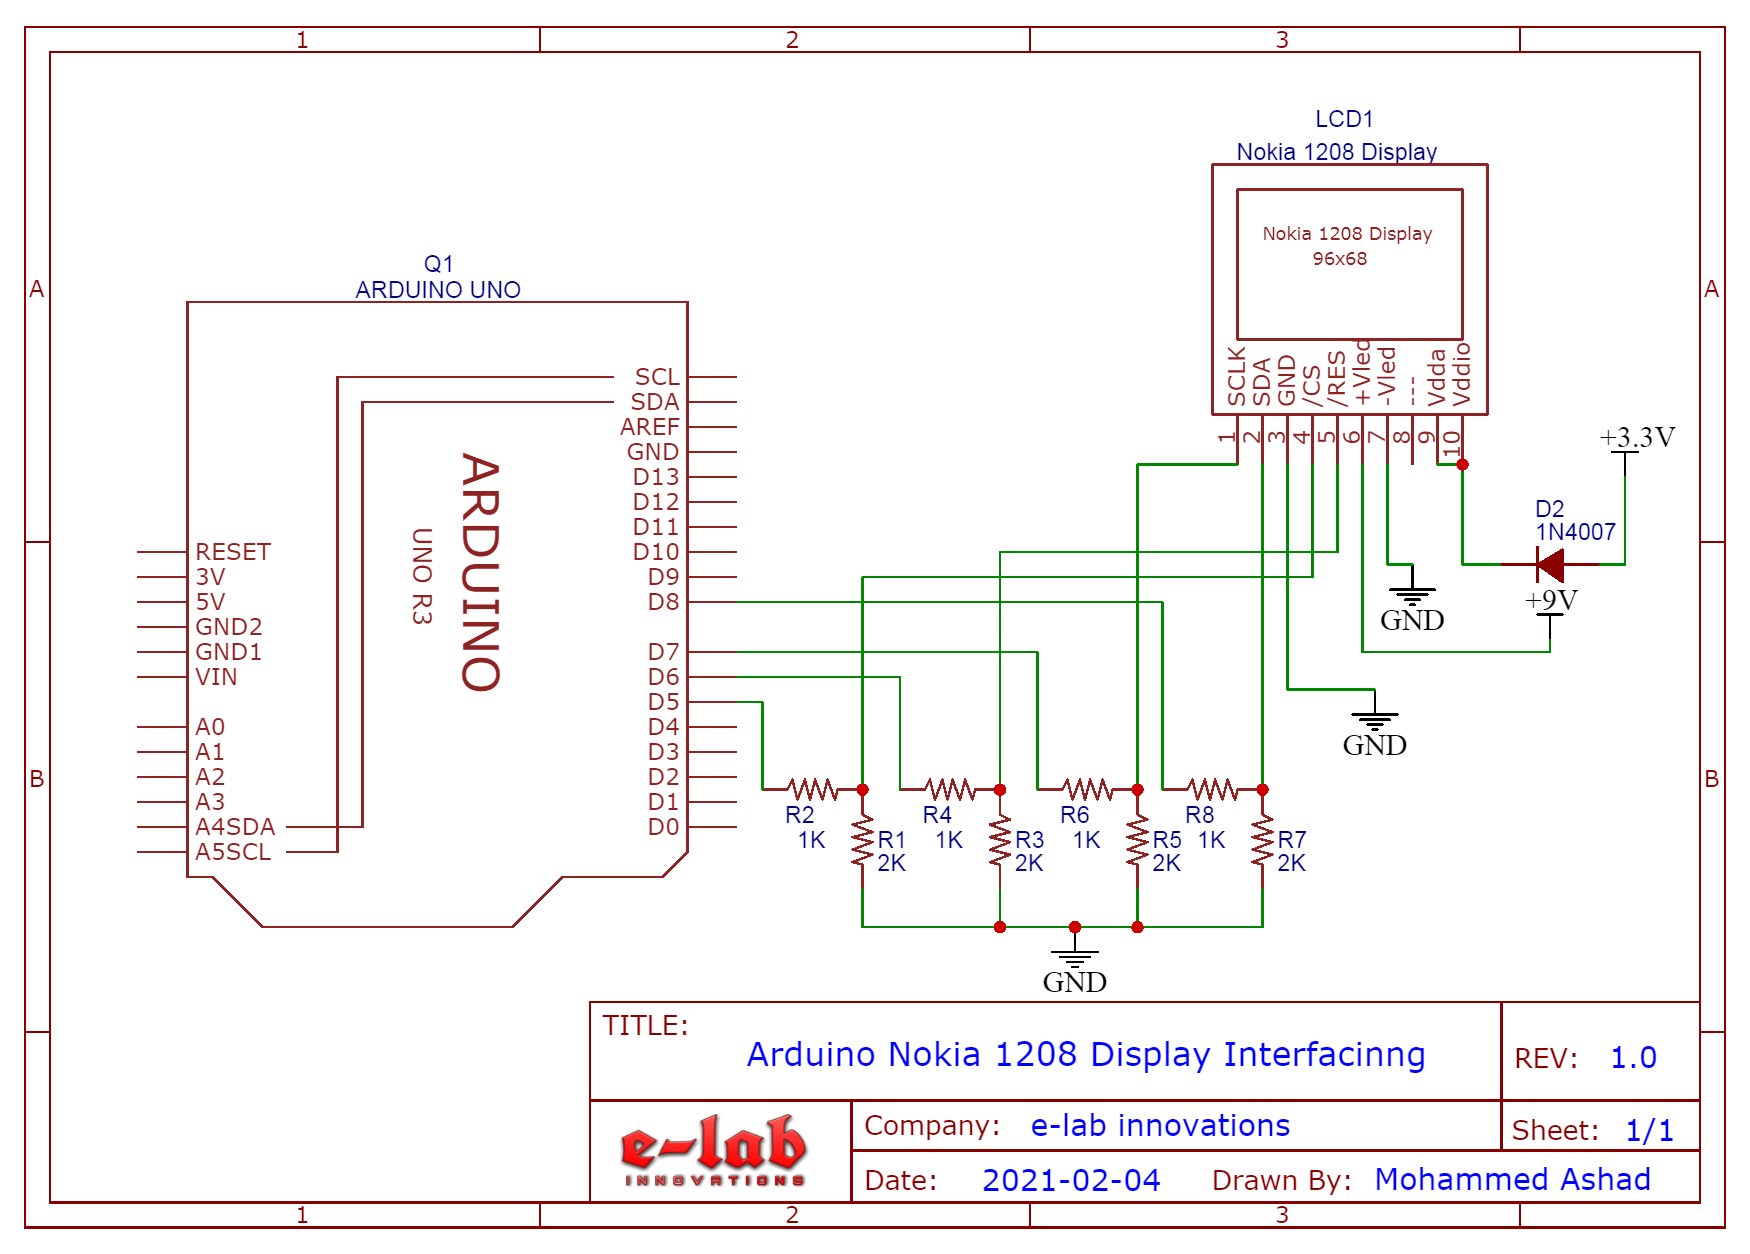 1 2 3
A
A
B
B
LCD1
Nokia 1208 Display
Nokia 1208 Display
96x68
SCLK
SDA
GND
/CS
/RES
+Vled
-Vled
---
Vdda
Vddio
1
2
3
4
5
6
7
8
9
10
Q1
ARDUINO UNO
SCL
SDA
AREF
GND
D13
D12
D11
D10
D9
D8
D7
D6
D5
D4
D3
D2
D1
D0
ARDUINO
UNO R3
RESET
3V
5V
GND2
GND1
VIN
A0
A1
A2
A3
A4SDA
A5SCL
+3.3V
D2
1N4007
+9V
GND
GND
R2
1K
R1
2K
R4
1K
R3
2K
R6
1K
R5
2K
R8
1K
R7
2K
GND
TITLE:
Arduino Nokia 1208 Display Interfacinng
REV: 1.0
e-lab
INNOVATIONS
Company: e-lab innovations
Sheet: 1/1
Date: 2021-02-04 Drawn By: Mohammed Ashad
1 2 3